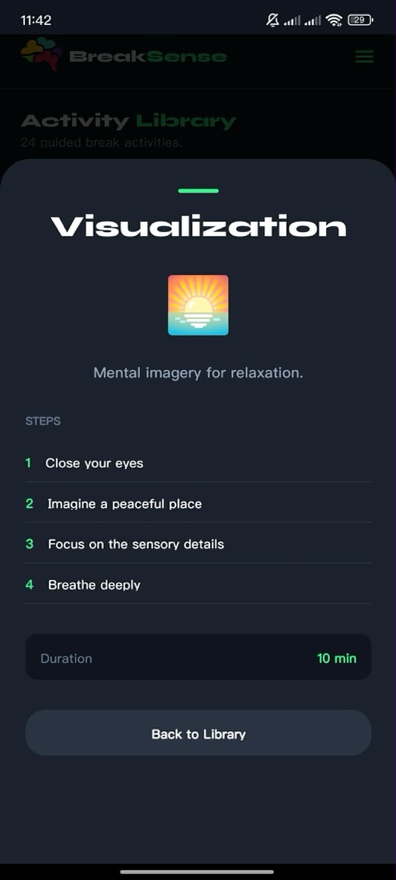 11:42
29
BreakSense
Activity Library
24 guided break activities.
Visualization
Mental imagery for relaxation.
STEPS
1 Close your eyes
2 Imagine a peaceful place
3 Focus on the sensory details
4 Breathe deeply
Duration 10 min
Back to Library